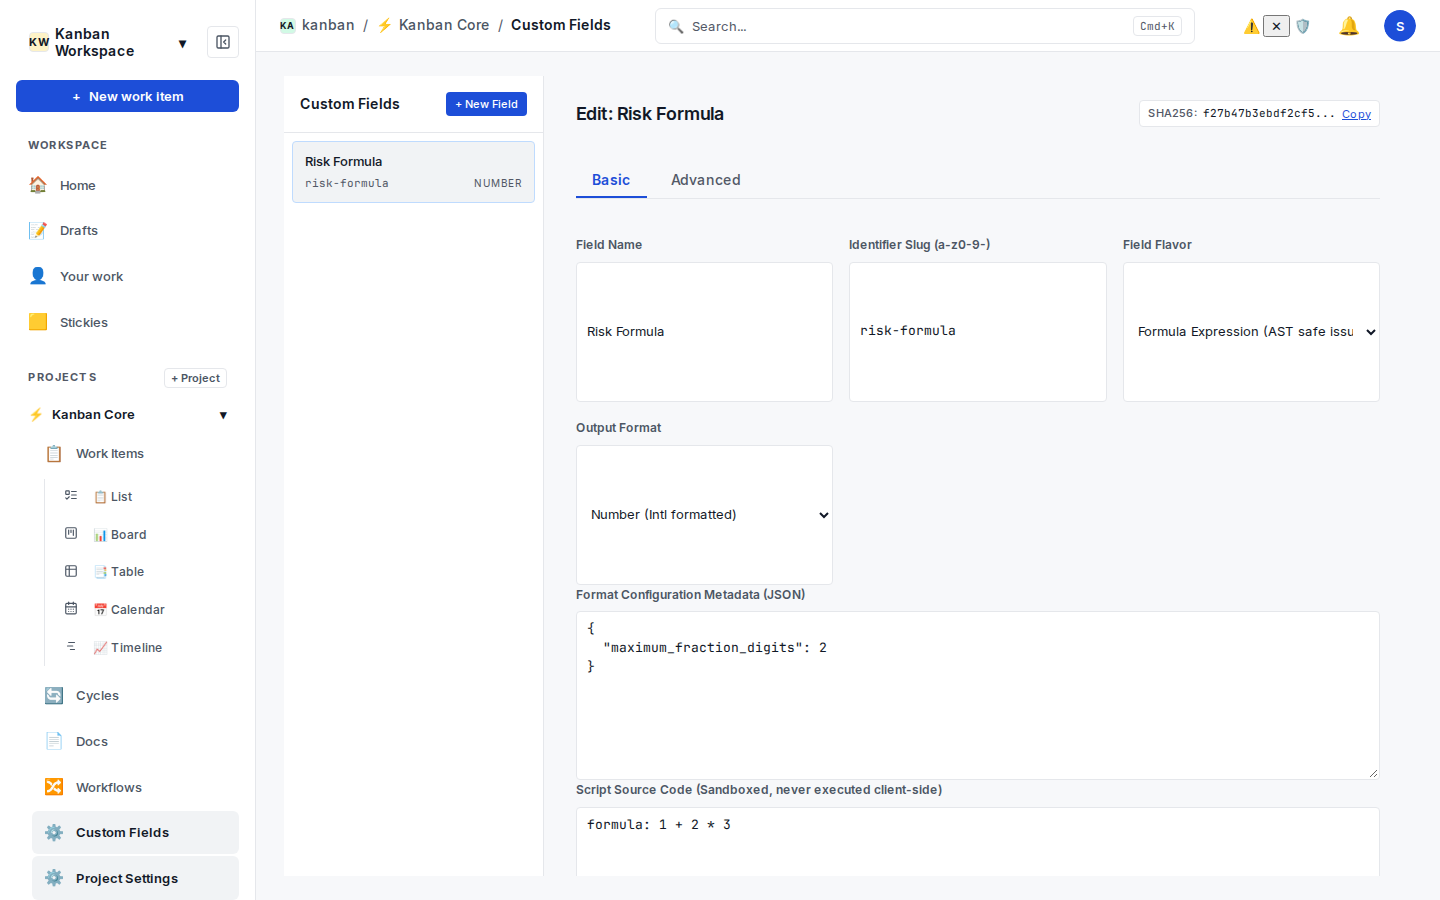 KW Kanban Workspace ▼
+ New work item
WORKSPACE
Home
Drafts
Your work
Stickies
PROJECTS
+ Project
Kanban Core ▼
Work Items
List
Board
Table
Calendar
Timeline
Cycles
Docs
Workflows
Custom Fields
Project Settings
KA kanban / ⚡ Kanban Core / Custom Fields
Search...
Cmd+K
✕
S
Custom Fields
+ New Field
Risk Formula
risk-formula
NUMBER
Edit: Risk Formula
SHA256: f27b47b3ebdf2cf5... Copy
Basic
Advanced
Field Name
Identifier Slug (a-z0-9-)
Field Flavor
Risk Formula
risk-formula
Formula Expression (AST safe issu
Output Format
Number (Intl formatted)
Format Configuration Metadata (JSON)
{
"maximum_fraction_digits": 2
}
Script Source Code (Sandboxed, never executed client-side)
formula: 1 + 2 * 3